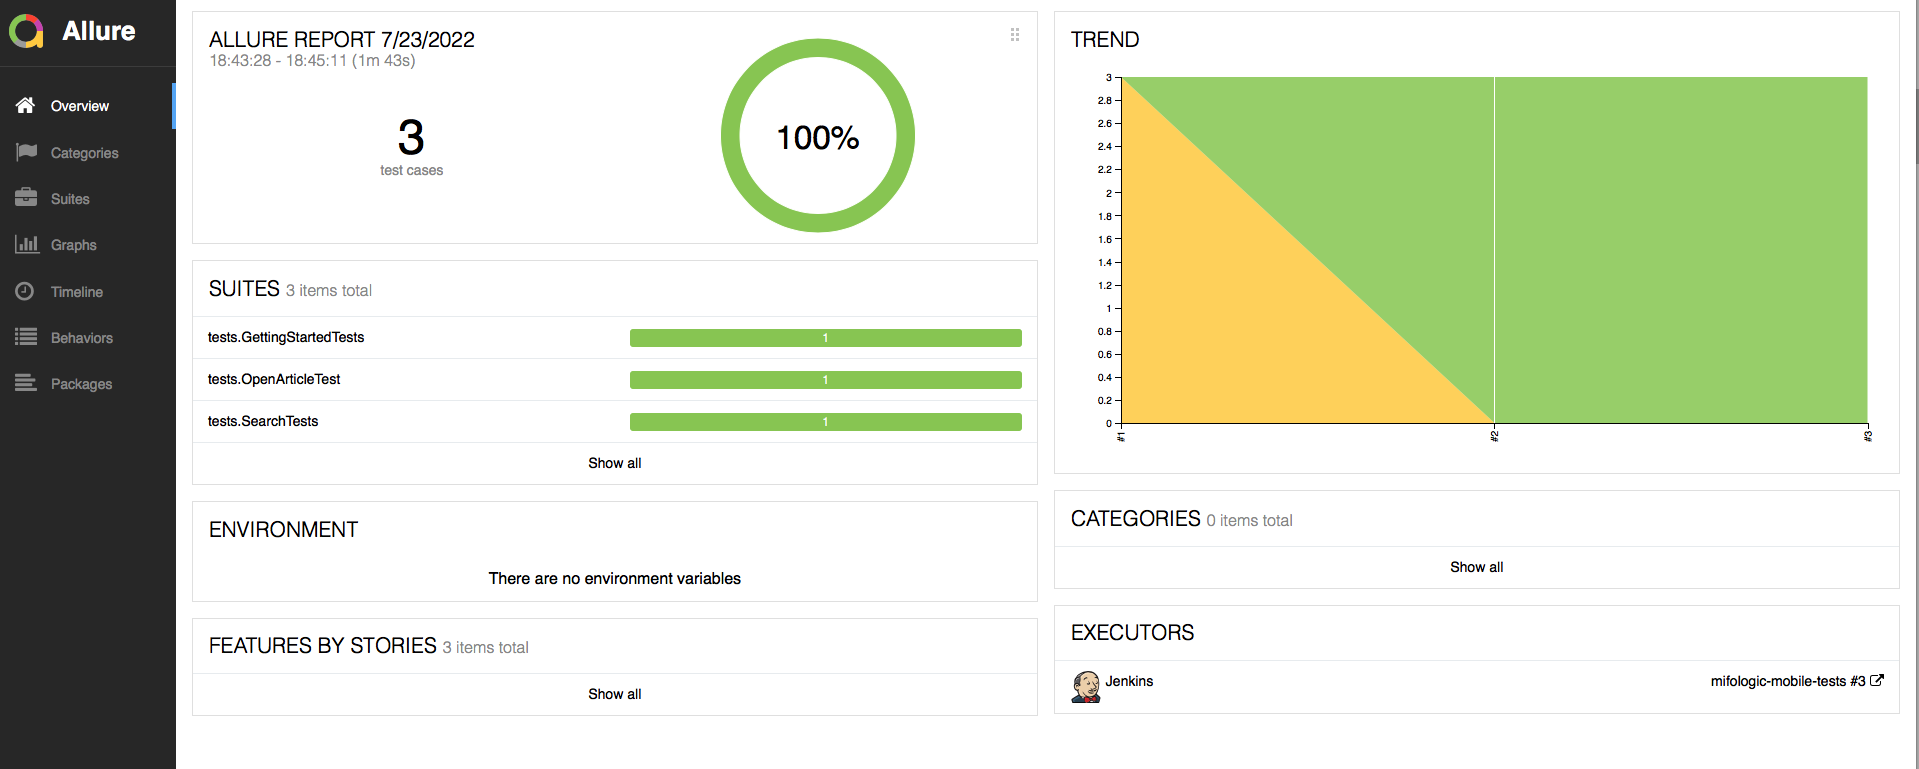 Allure
Overview
Categories
Suites
Graphs
Timeline
Behaviors
Packages
ALLURE REPORT 7/23/2022
18:43:28 - 18:45:11 (1m 43s)
3
test cases
100%
SUITES 3 items total
tests.GettingStartedTests 1
tests.OpenArticleTest 1
tests.SearchTests 1
Show all
ENVIRONMENT
There are no environment variables
FEATURES BY STORIES 3 items total
Show all
TREND
3
2.8
2.6
2.4
2.2
2
1.8
1.6
1.4
1.2
1
0.8
0.6
0.4
0.2
0
#1 #2 #3
CATEGORIES 0 items total
Show all
EXECUTORS
Jenkins mifologic-mobile-tests #3